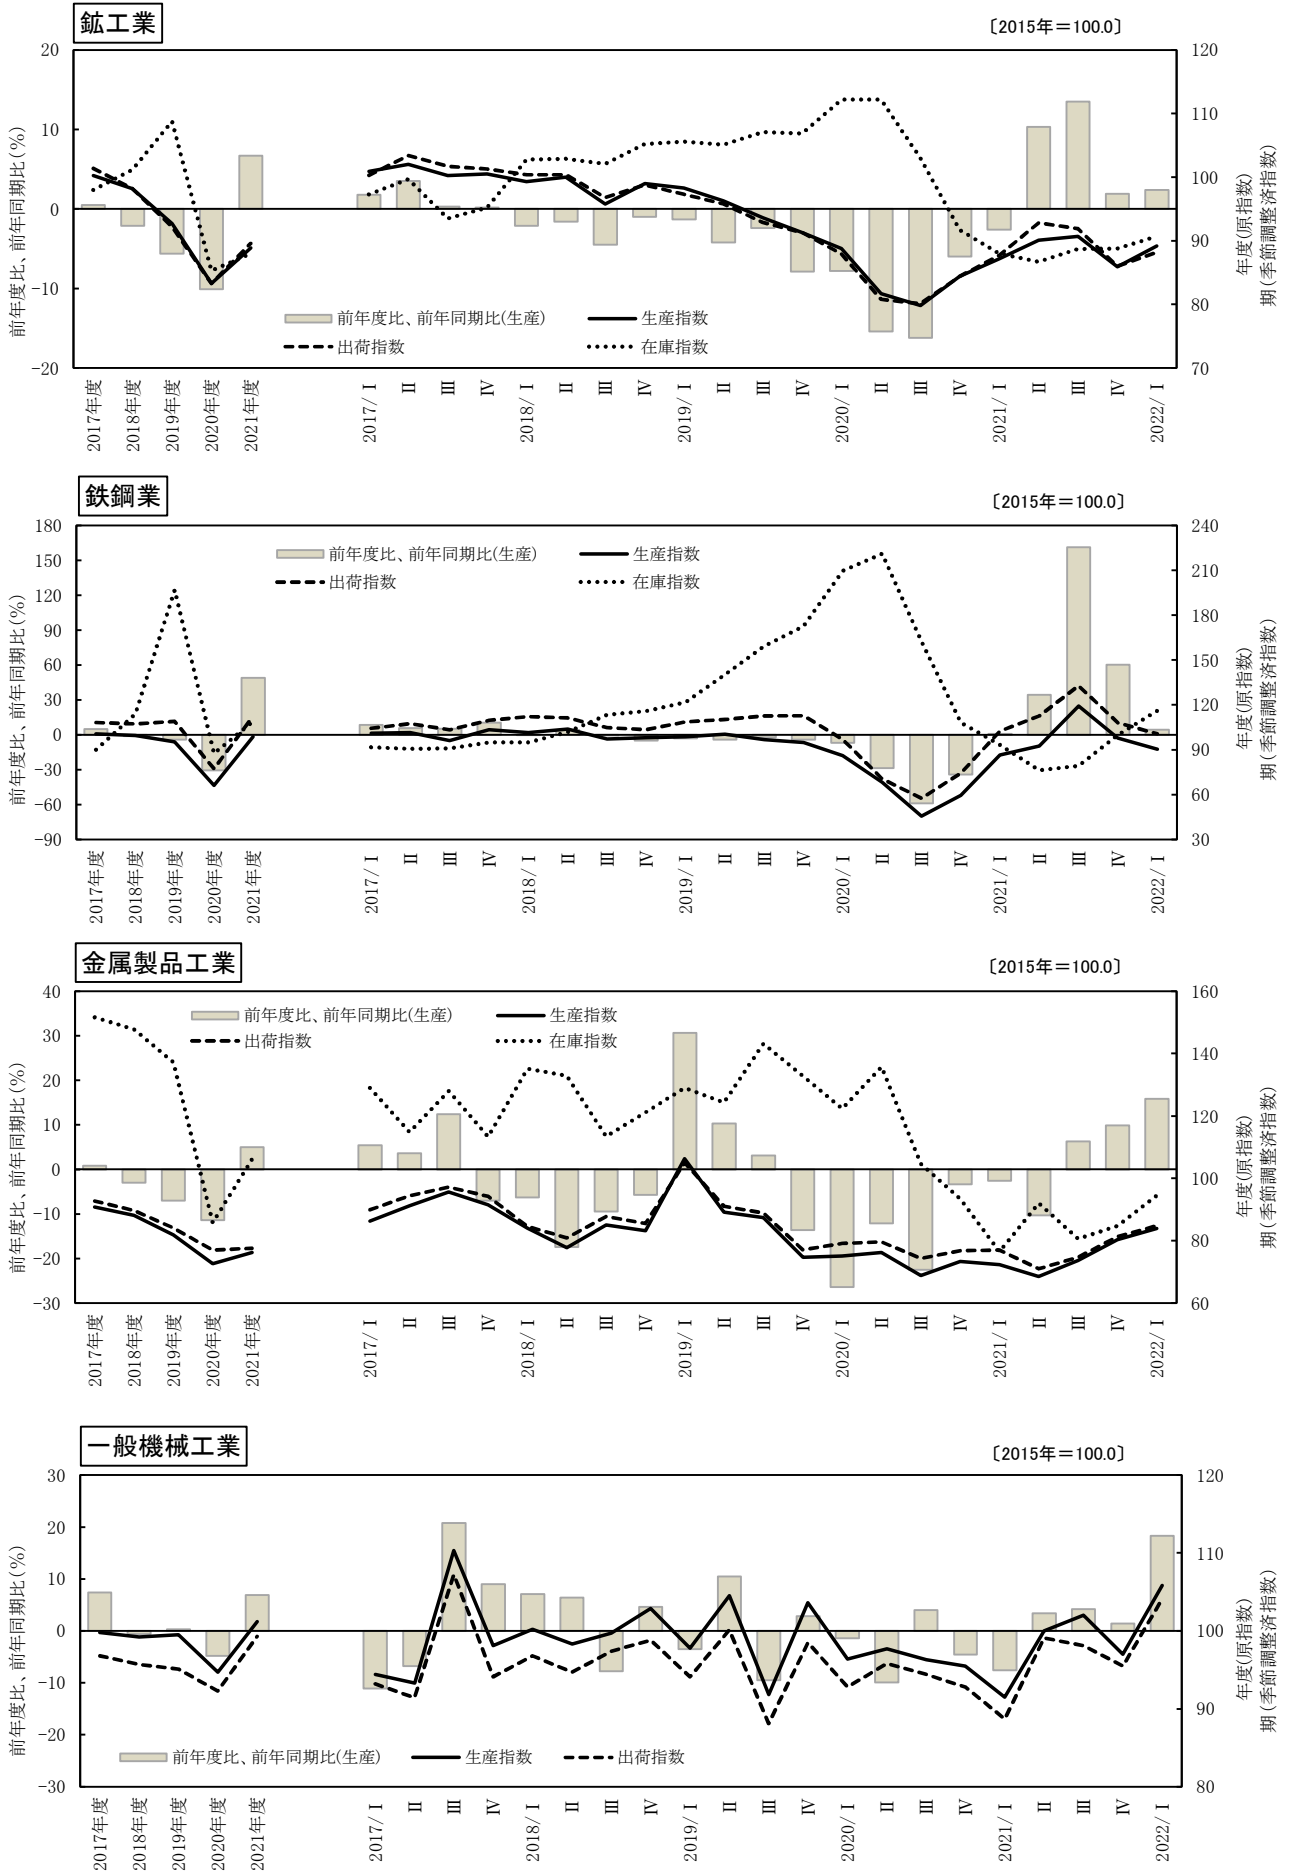 鉱工業
〔2015年＝100.0〕
前年度比、前年同期比(%)
20
10
0
−10
−20
120
110
100
90
80
70
年度(原指数)
期(季節調整済指数)
前年度比、前年同期比(生産)
生産指数
出荷指数
在庫指数
2017年度 2018年度 2019年度 2020年度 2021年度 2017/Ⅰ Ⅱ Ⅲ Ⅳ 2018/Ⅰ Ⅱ Ⅲ Ⅳ 2019/Ⅰ Ⅱ Ⅲ Ⅳ 2020/Ⅰ Ⅱ Ⅲ Ⅳ 2021/Ⅰ Ⅱ Ⅲ Ⅳ 2022/Ⅰ
鉄鋼業
〔2015年＝100.0〕
前年度比、前年同期比(%)
180
150
120
90
60
30
0
−30
−60
−90
240
210
180
150
120
90
60
30
年度(原指数)
期(季節調整済指数)
前年度比、前年同期比(生産)
生産指数
出荷指数
在庫指数
2017年度 2018年度 2019年度 2020年度 2021年度 2017/Ⅰ Ⅱ Ⅲ Ⅳ 2018/Ⅰ Ⅱ Ⅲ Ⅳ 2019/Ⅰ Ⅱ Ⅲ Ⅳ 2020/Ⅰ Ⅱ Ⅲ Ⅳ 2021/Ⅰ Ⅱ Ⅲ Ⅳ 2022/Ⅰ
金属製品工業
〔2015年＝100.0〕
前年度比、前年同期比(%)
40
30
20
10
0
−10
−20
−30
160
140
120
100
80
60
年度(原指数)
期(季節調整済指数)
前年度比、前年同期比(生産)
生産指数
出荷指数
在庫指数
2017年度 2018年度 2019年度 2020年度 2021年度 2017/Ⅰ Ⅱ Ⅲ Ⅳ 2018/Ⅰ Ⅱ Ⅲ Ⅳ 2019/Ⅰ Ⅱ Ⅲ Ⅳ 2020/Ⅰ Ⅱ Ⅲ Ⅳ 2021/Ⅰ Ⅱ Ⅲ Ⅳ 2022/Ⅰ
一般機械工業
〔2015年＝100.0〕
前年度比、前年同期比(%)
30
20
10
0
−10
−20
−30
120
110
100
90
80
年度(原指数)
期(季節調整済指数)
前年度比、前年同期比(生産)
生産指数
出荷指数
2017年度 2018年度 2019年度 2020年度 2021年度 2017/Ⅰ Ⅱ Ⅲ Ⅳ 2018/Ⅰ Ⅱ Ⅲ Ⅳ 2019/Ⅰ Ⅱ Ⅲ Ⅳ 2020/Ⅰ Ⅱ Ⅲ Ⅳ 2021/Ⅰ Ⅱ Ⅲ Ⅳ 2022/Ⅰ